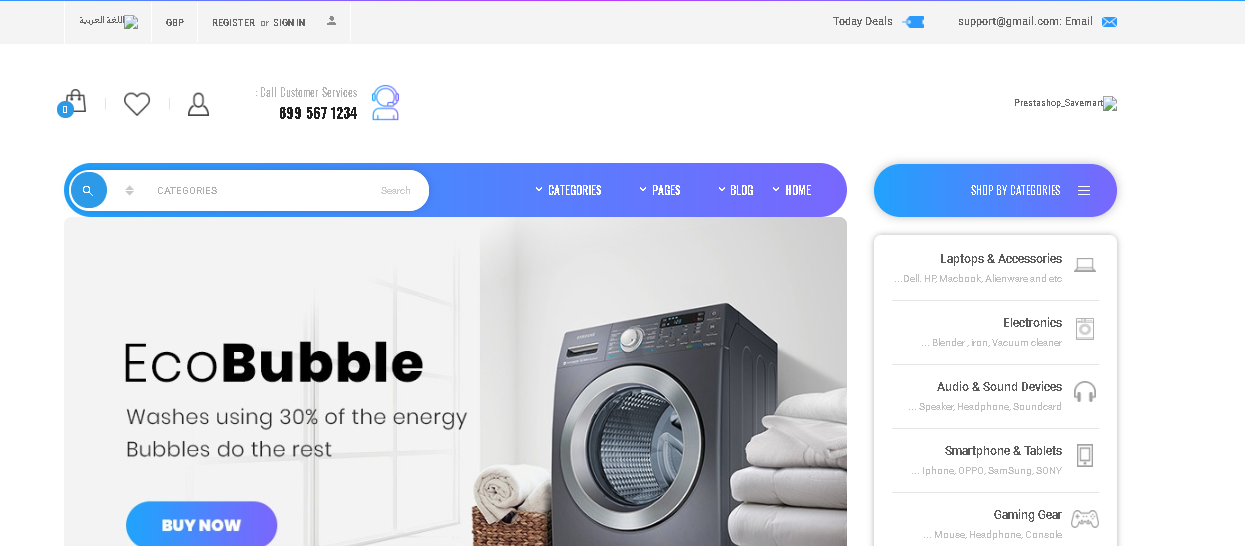 اللغة العربية
GBP
REGISTER or SIGN IN
Today Deals
support@gmail.com: Email
0
: Call Customer Services
699 567 1234
Prestashop_Savemart
CATEGORIES
Search
CATEGORIES
PAGES
BLOG
HOME
SHOP BY CATEGORIES
EcoBubble
Washes using 30% of the energy
Bubbles do the rest
BUY NOW
SAMSUNG
Laptops & Accessories
...Dell. HP, Macbook, Alienware and etc
Electronics
... Blender , iron, Vacuum cleaner
Audio & Sound Devices
... Speaker, Headphone, Soundcard
Smartphone & Tablets
... Iphone, OPPO, SamSung, SONY
Gaming Gear
... Mouse, Headphone, Console